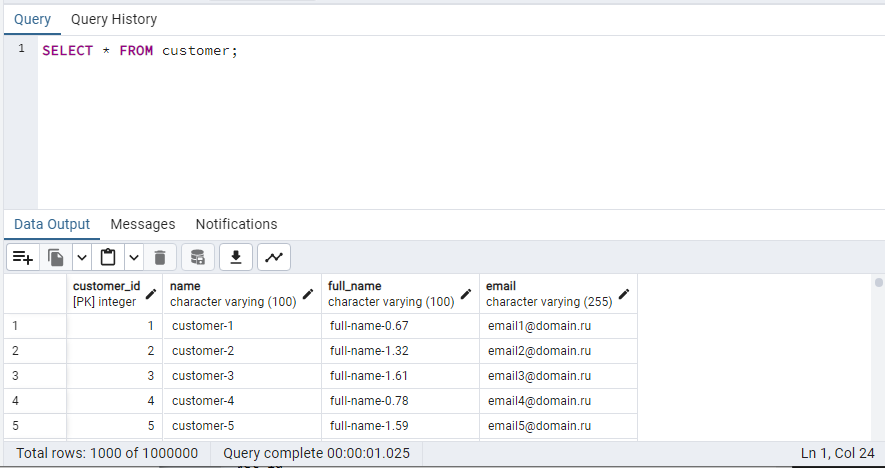 Query Query History
1 SELECT * FROM customer;
Data Output Messages Notifications
customer_id name full_name email
[PK] integer character varying (100) character varying (100) character varying (255)
1 1 customer-1 full-name-0.67 email1@domain.ru
2 2 customer-2 full-name-1.32 email2@domain.ru
3 3 customer-3 full-name-1.61 email3@domain.ru
4 4 customer-4 full-name-0.78 email4@domain.ru
5 5 customer-5 full-name-1.59 email5@domain.ru
Total rows: 1000 of 1000000 Query complete 00:00:01.025 Ln 1, Col 24